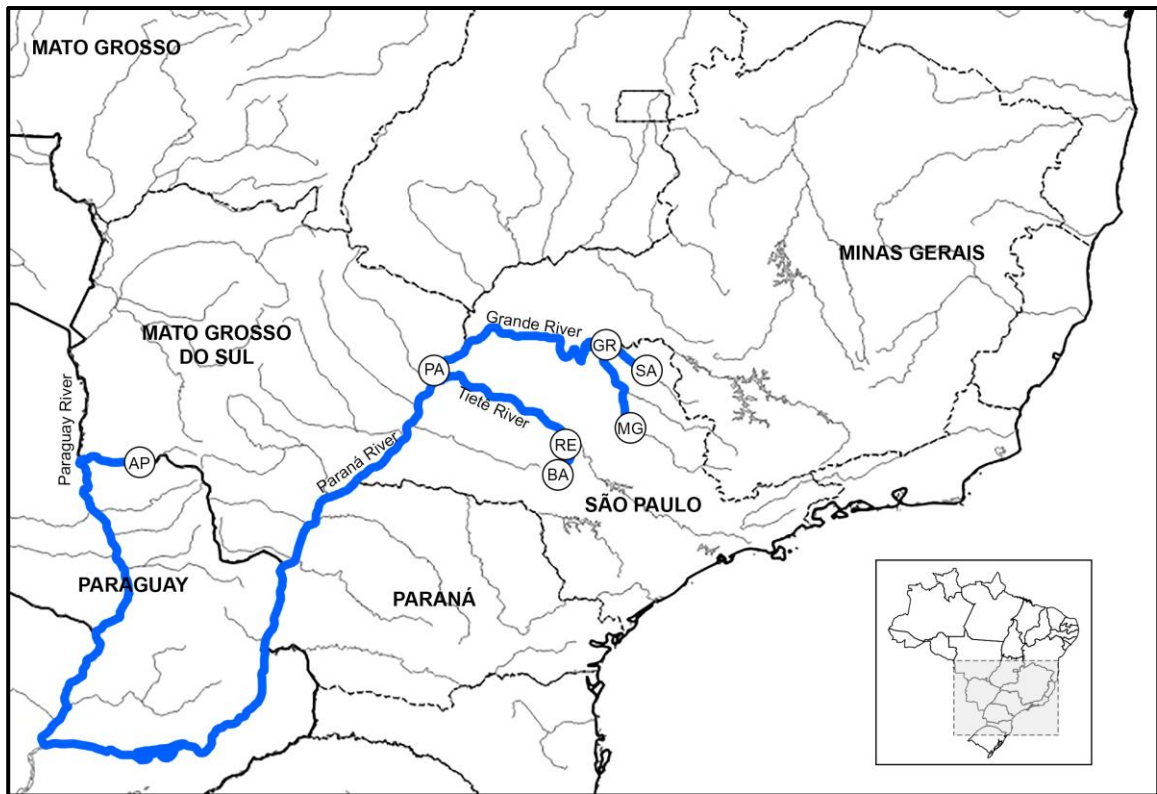 MATO GROSSO
MINAS GERAIS
Grande River
MATO GROSSO
DO SUL
GR
PA
SA
Tietê River
Paraguay River
MG
RE
Paraná River
AP
BA
SÃO PAULO
PARAGUAY
PARANÁ